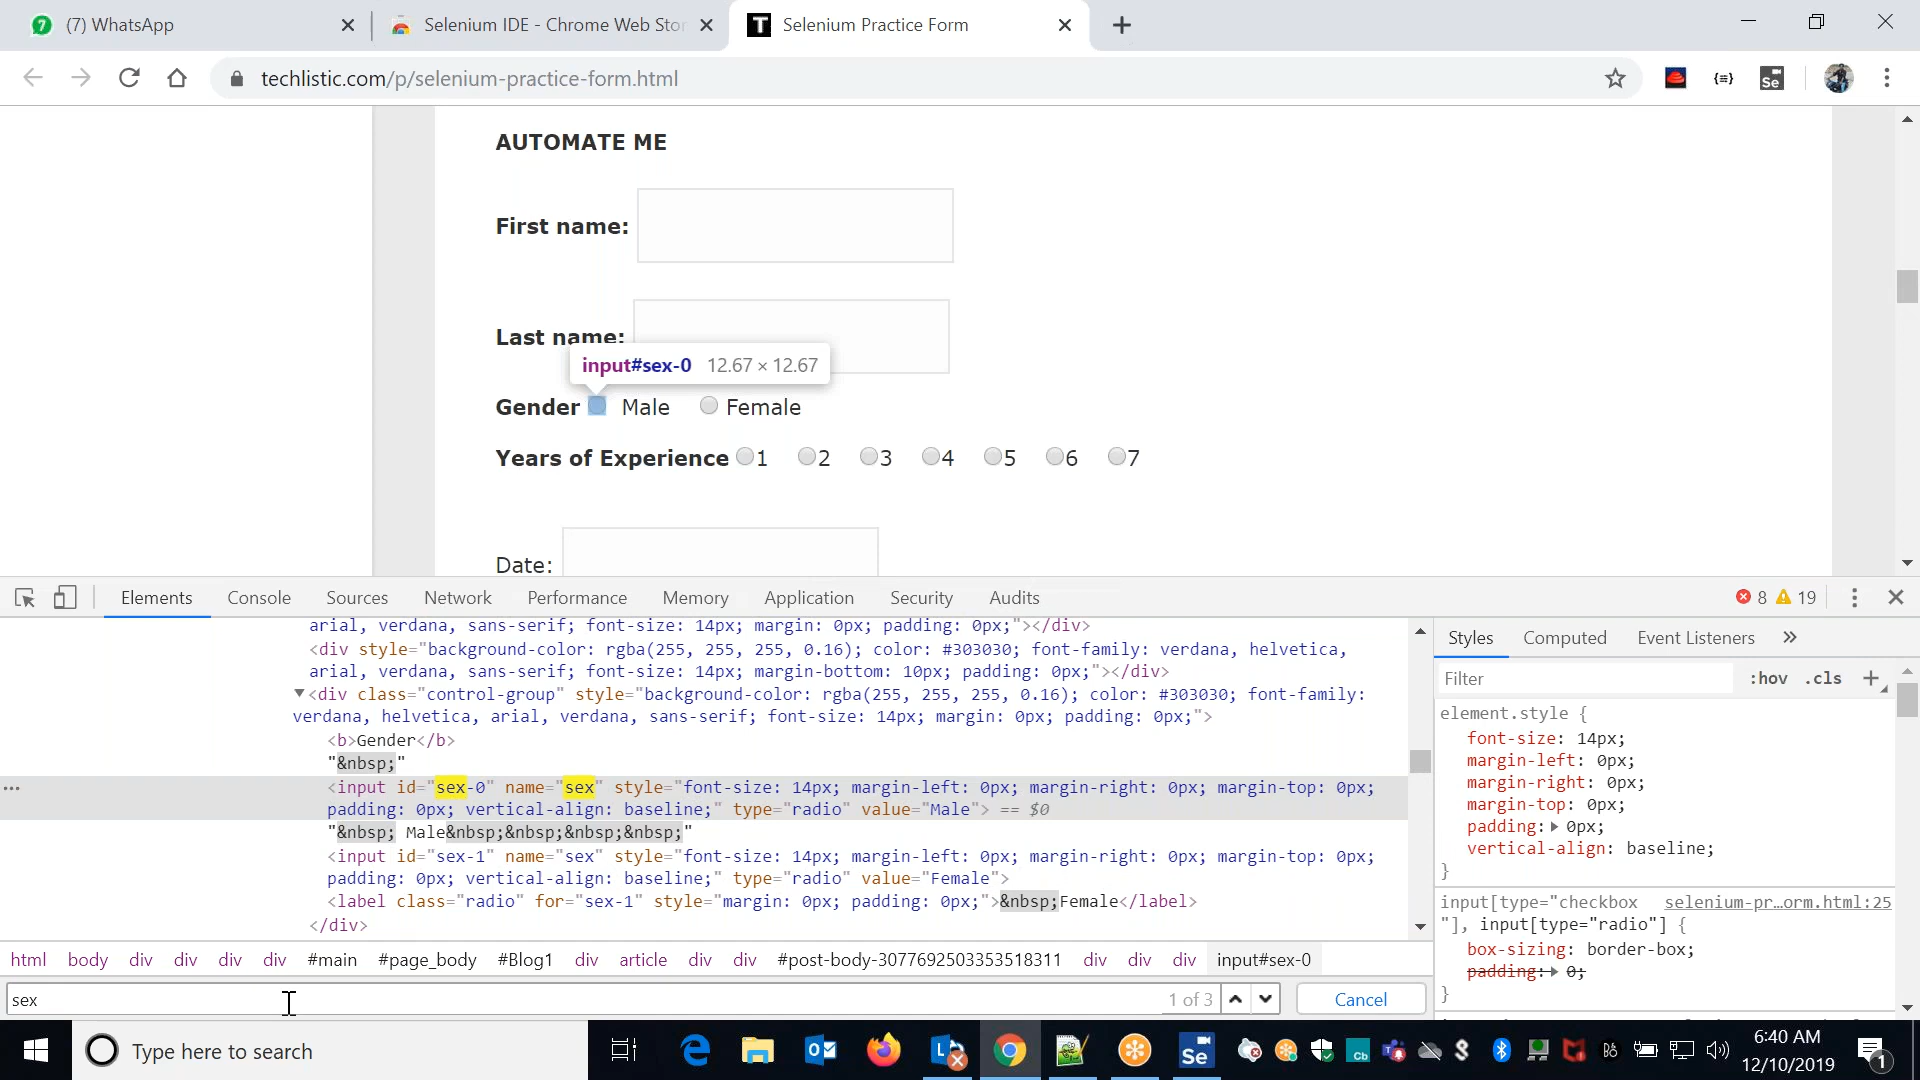 (7) WhatsApp
Selenium IDE - Chrome Web Stor
Selenium Practice Form
techlistic.com/p/selenium-practice-form.html
AUTOMATE ME
First name:
Last name:
input#sex-0 12.67 × 12.67
Gender Male Female
Years of Experience 1 2 3 4 5 6 7
Date:
Elements Console Sources Network Performance Memory Application Security Audits 8 19
arial, verdana, sans-serif; font-size: 14px; margin: 0px; padding: 0px;"></div>
<div style="background-color: rgba(255, 255, 255, 0.16); color: #303030; font-family: verdana, helvetica,
arial, verdana, sans-serif; font-size: 14px; margin-bottom: 10px; padding: 0px;"></div>
▼<div class="control-group" style="background-color: rgba(255, 255, 255, 0.16); color: #303030; font-family:
verdana, helvetica, arial, verdana, sans-serif; font-size: 14px; margin: 0px; padding: 0px;">
<b>Gender</b>
"&nbsp;"
<input id="sex-0" name="sex" style="font-size: 14px; margin-left: 0px; margin-right: 0px; margin-top: 0px;
padding: 0px; vertical-align: baseline;" type="radio" value="Male"> == $0
"&nbsp; Male&nbsp;&nbsp;&nbsp;&nbsp;"
<input id="sex-1" name="sex" style="font-size: 14px; margin-left: 0px; margin-right: 0px; margin-top: 0px;
padding: 0px; vertical-align: baseline;" type="radio" value="Female">
<label class="radio" for="sex-1" style="margin: 0px; padding: 0px;">&nbsp;Female</label>
</div>
html body div div div div #main #page_body #Blog1 div article div div #post-body-3077692503353518311 div div div input#sex-0
sex 1 of 3 Cancel
Styles Computed Event Listeners »
Filter :hov .cls +
element.style {
font-size: 14px;
margin-left: 0px;
margin-right: 0px;
margin-top: 0px;
padding:▶ 0px;
vertical-align: baseline;
}
input[type="checkbox selenium-pr…orm.html:25
"], input[type="radio"] {
box-sizing: border-box;
padding:▶ 0;
}
Type here to search
Se
Cb
6:40 AM
12/10/2019
1